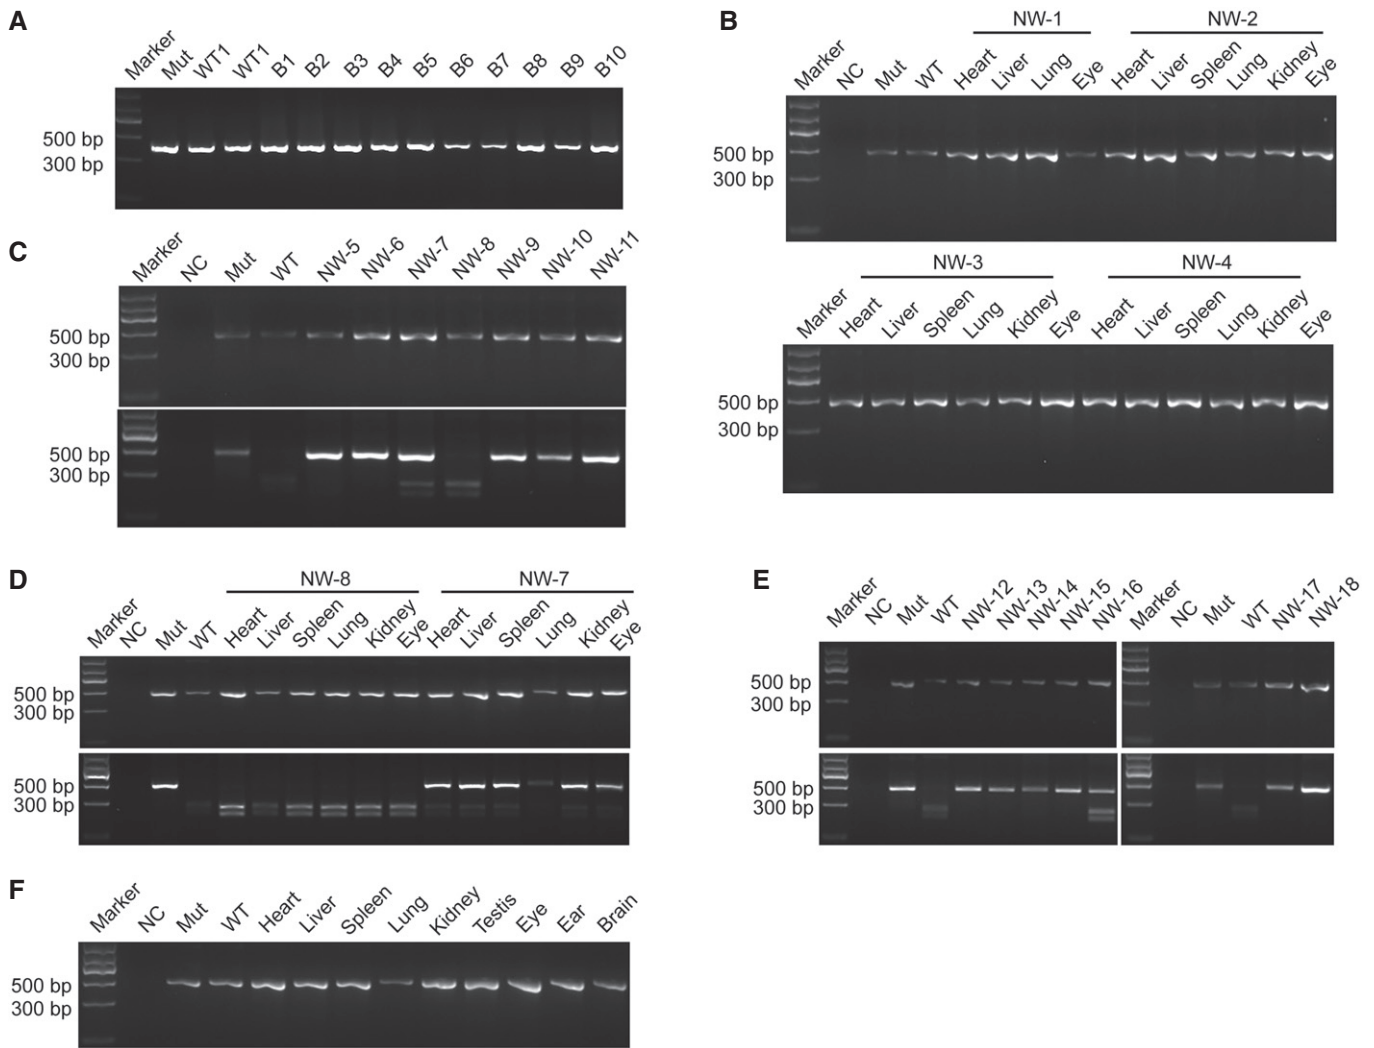 A
Marker Mut WT1 WT1 B1 B2 B3 B4 B5 B6 B7 B8 B9 B10
500 bp
300 bp
B
NW-1 NW-2
Marker NC Mut WT Heart Liver Lung Eye Heart Liver Spleen Lung Kidney Eye
500 bp
300 bp
NW-3 NW-4
Marker Heart Liver Spleen Lung Kidney Eye Heart Liver Spleen Lung Kidney Eye
500 bp
300 bp
C
Marker NC Mut WT NW-5 NW-6 NW-7 NW-8 NW-9 NW-10 NW-11
500 bp
300 bp
500 bp
300 bp
D
NW-8 NW-7
Marker NC Mut WT Heart Liver Spleen Lung Kidney Eye Heart Liver Spleen Lung Kidney Eye
500 bp
300 bp
500 bp
300 bp
E
Marker NC Mut WT NW-12 NW-13 NW-14 NW-15 NW-16 Marker NC Mut WT NW-17 NW-18
500 bp
300 bp
500 bp
300 bp
F
Marker NC Mut WT Heart Liver Spleen Lung Kidney Testis Eye Ear Brain
500 bp
300 bp